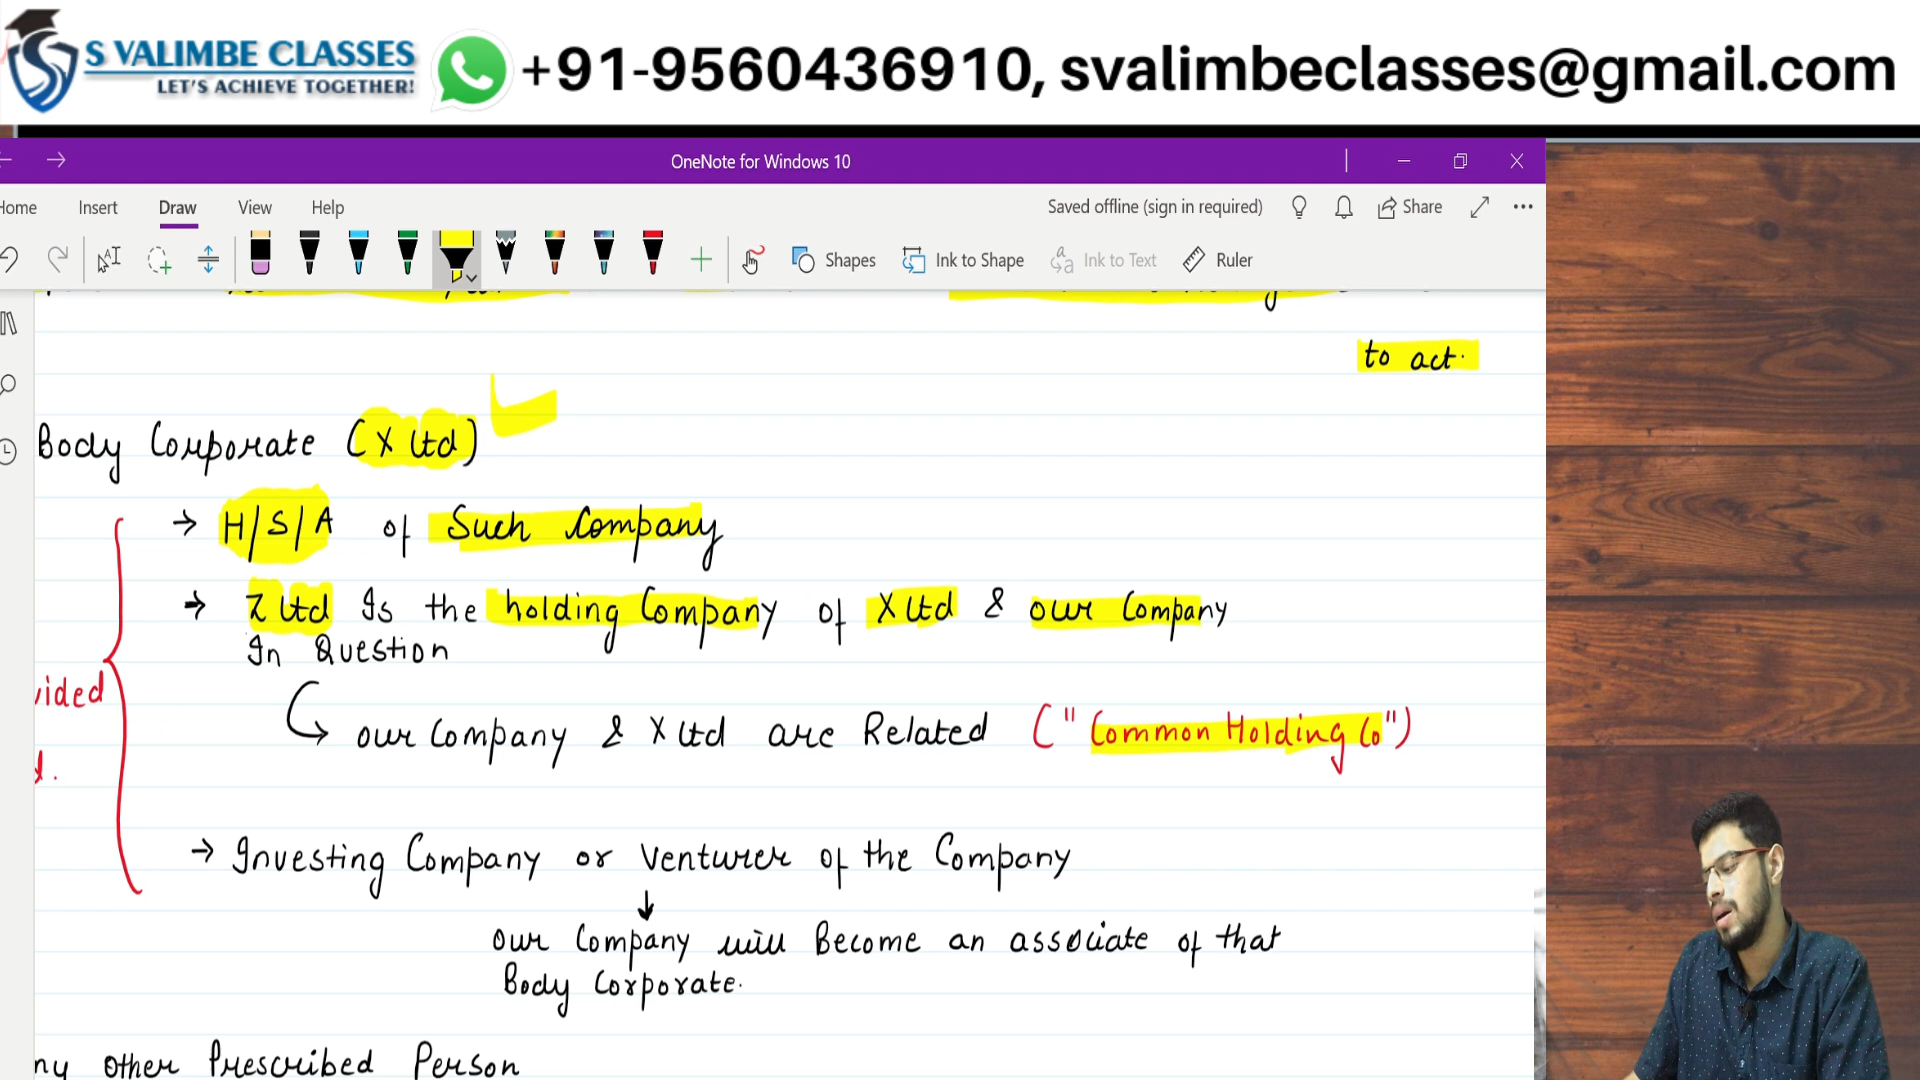 S VALIMBE CLASSES
LET'S ACHIEVE TOGETHER!
+91-9560436910, svalimbeclasses@gmail.com
OneNote for Windows 10
Home Insert Draw View Help Saved offline (sign in required) Share
Shapes Ink to Shape Ink to Text Ruler
to act.
Body Corporate (X Ltd)
→ H/S/A of Such Company
→ Z Ltd Is the holding Company of X Ltd & our Company
In Question
our Company & X Ltd are Related ("Common Holding Co")
vided
d.
→ Investing Company or Venturer of the Company
↓
our Company will Become an associate of that
Body Corporate.
ny other Prescribed Person